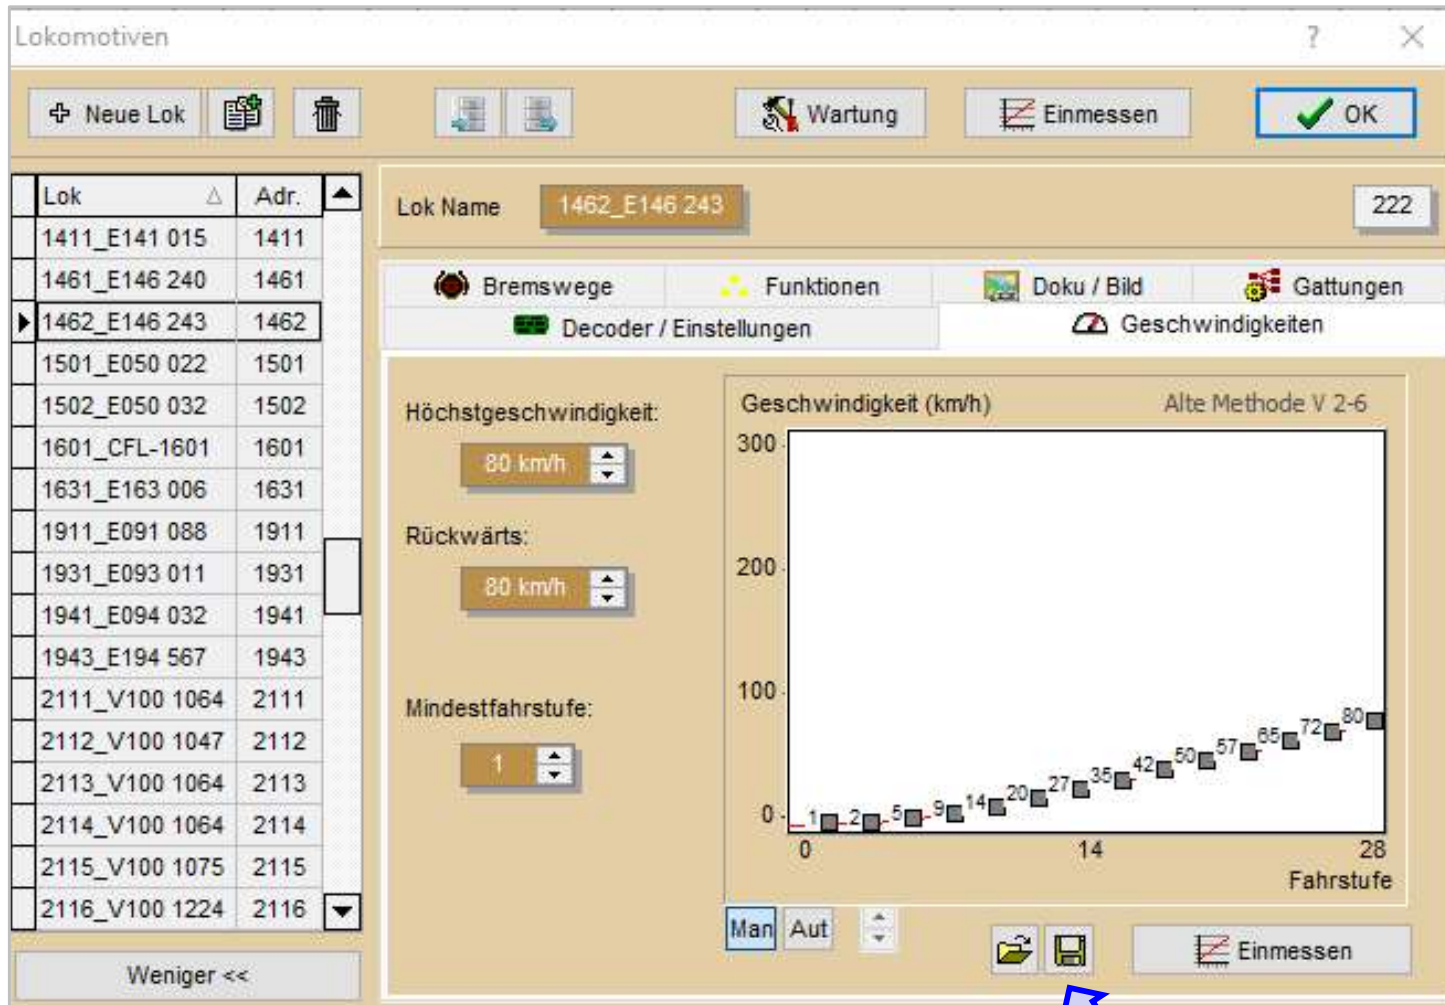 Lokomotiven ?
Neue Lok Wartung Einmessen OK
Lok Adr.
1411_E141 015 1411
1461_E146 240 1461
1462_E146 243 1462
1501_E050 022 1501
1502_E050 032 1502
1601_CFL-1601 1601
1631_E163 006 1631
1911_E091 088 1911
1931_E093 011 1931
1941_E094 032 1941
1943_E194 567 1943
2111_V100 1064 2111
2112_V100 1047 2112
2113_V100 1064 2113
2114_V100 1064 2114
2115_V100 1075 2115
2116_V100 1224 2116
Weniger <<
Lok Name 1462_E146 243 222
Bremswege Funktionen Doku / Bild Gattungen
Decoder / Einstellungen Geschwindigkeiten
Höchstgeschwindigkeit:
80 km/h
Rückwärts:
80 km/h
Mindestfahrstufe:
1
Geschwindigkeit (km/h) Alte Methode V 2-6
300
200
100
0
1 2 5 9 14 20 27 35 42 50 57 65 72 80
0 14 28
Fahrstufe
Man Aut Einmessen